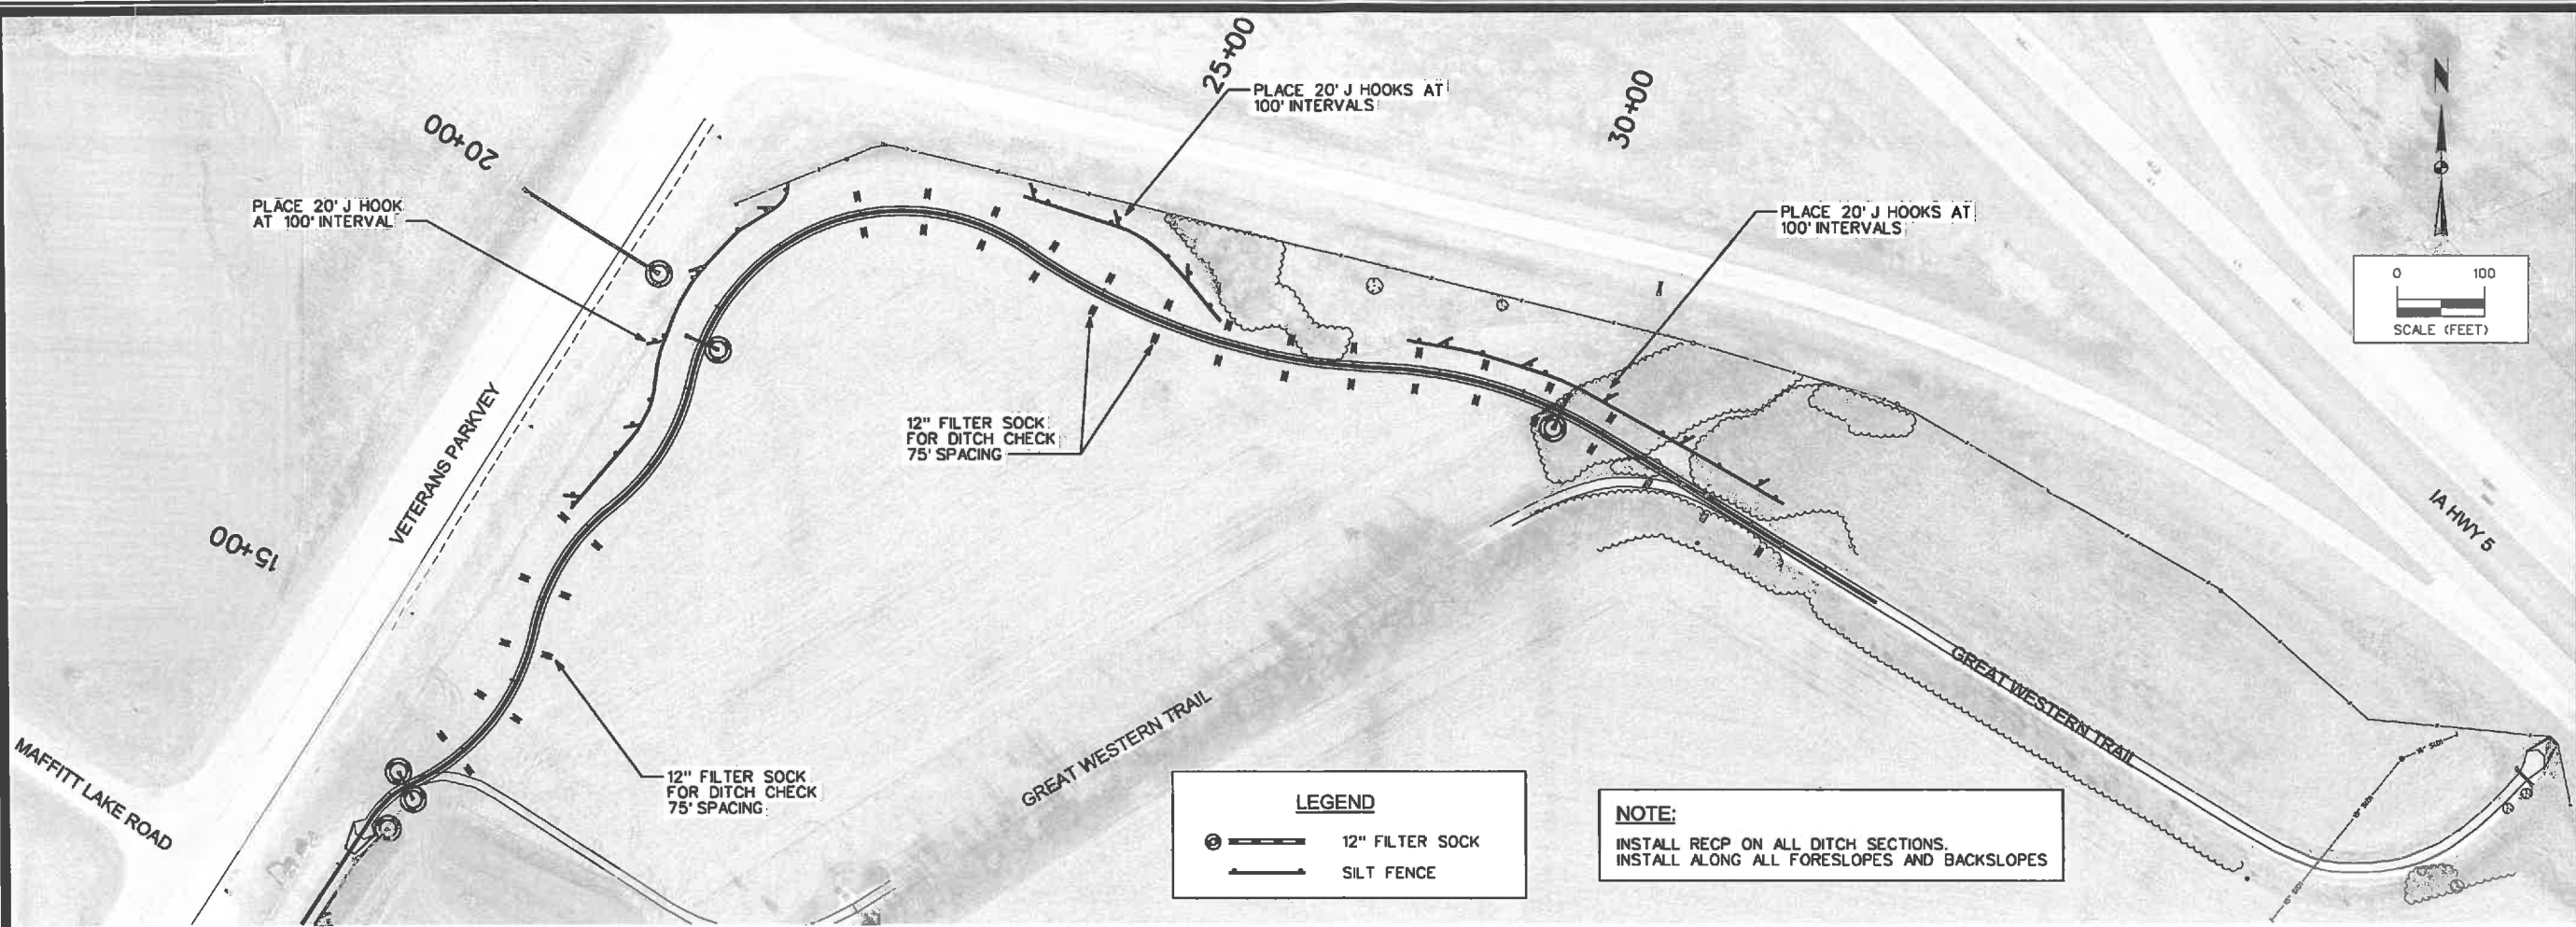 25+00
PLACE 20' J HOOKS AT
100' INTERVALS
30+00
N
20+00
PLACE 20' J HOOK
AT 100' INTERVAL
PLACE 20' J HOOKS AT
100' INTERVALS
0 100
SCALE (FEET)
VETERANS PARKVEY
12" FILTER SOCK
FOR DITCH CHECK
75' SPACING
15+00
IA HWY 5
GREAT WESTERN TRAIL
GREAT WESTERN TRAIL
MAFFITT LAKE ROAD
12" FILTER SOCK
FOR DITCH CHECK
75' SPACING
LEGEND
12" FILTER SOCK
SILT FENCE
NOTE:
INSTALL RECP ON ALL DITCH SECTIONS.
INSTALL ALONG ALL FORESLOPES AND BACKSLOPES